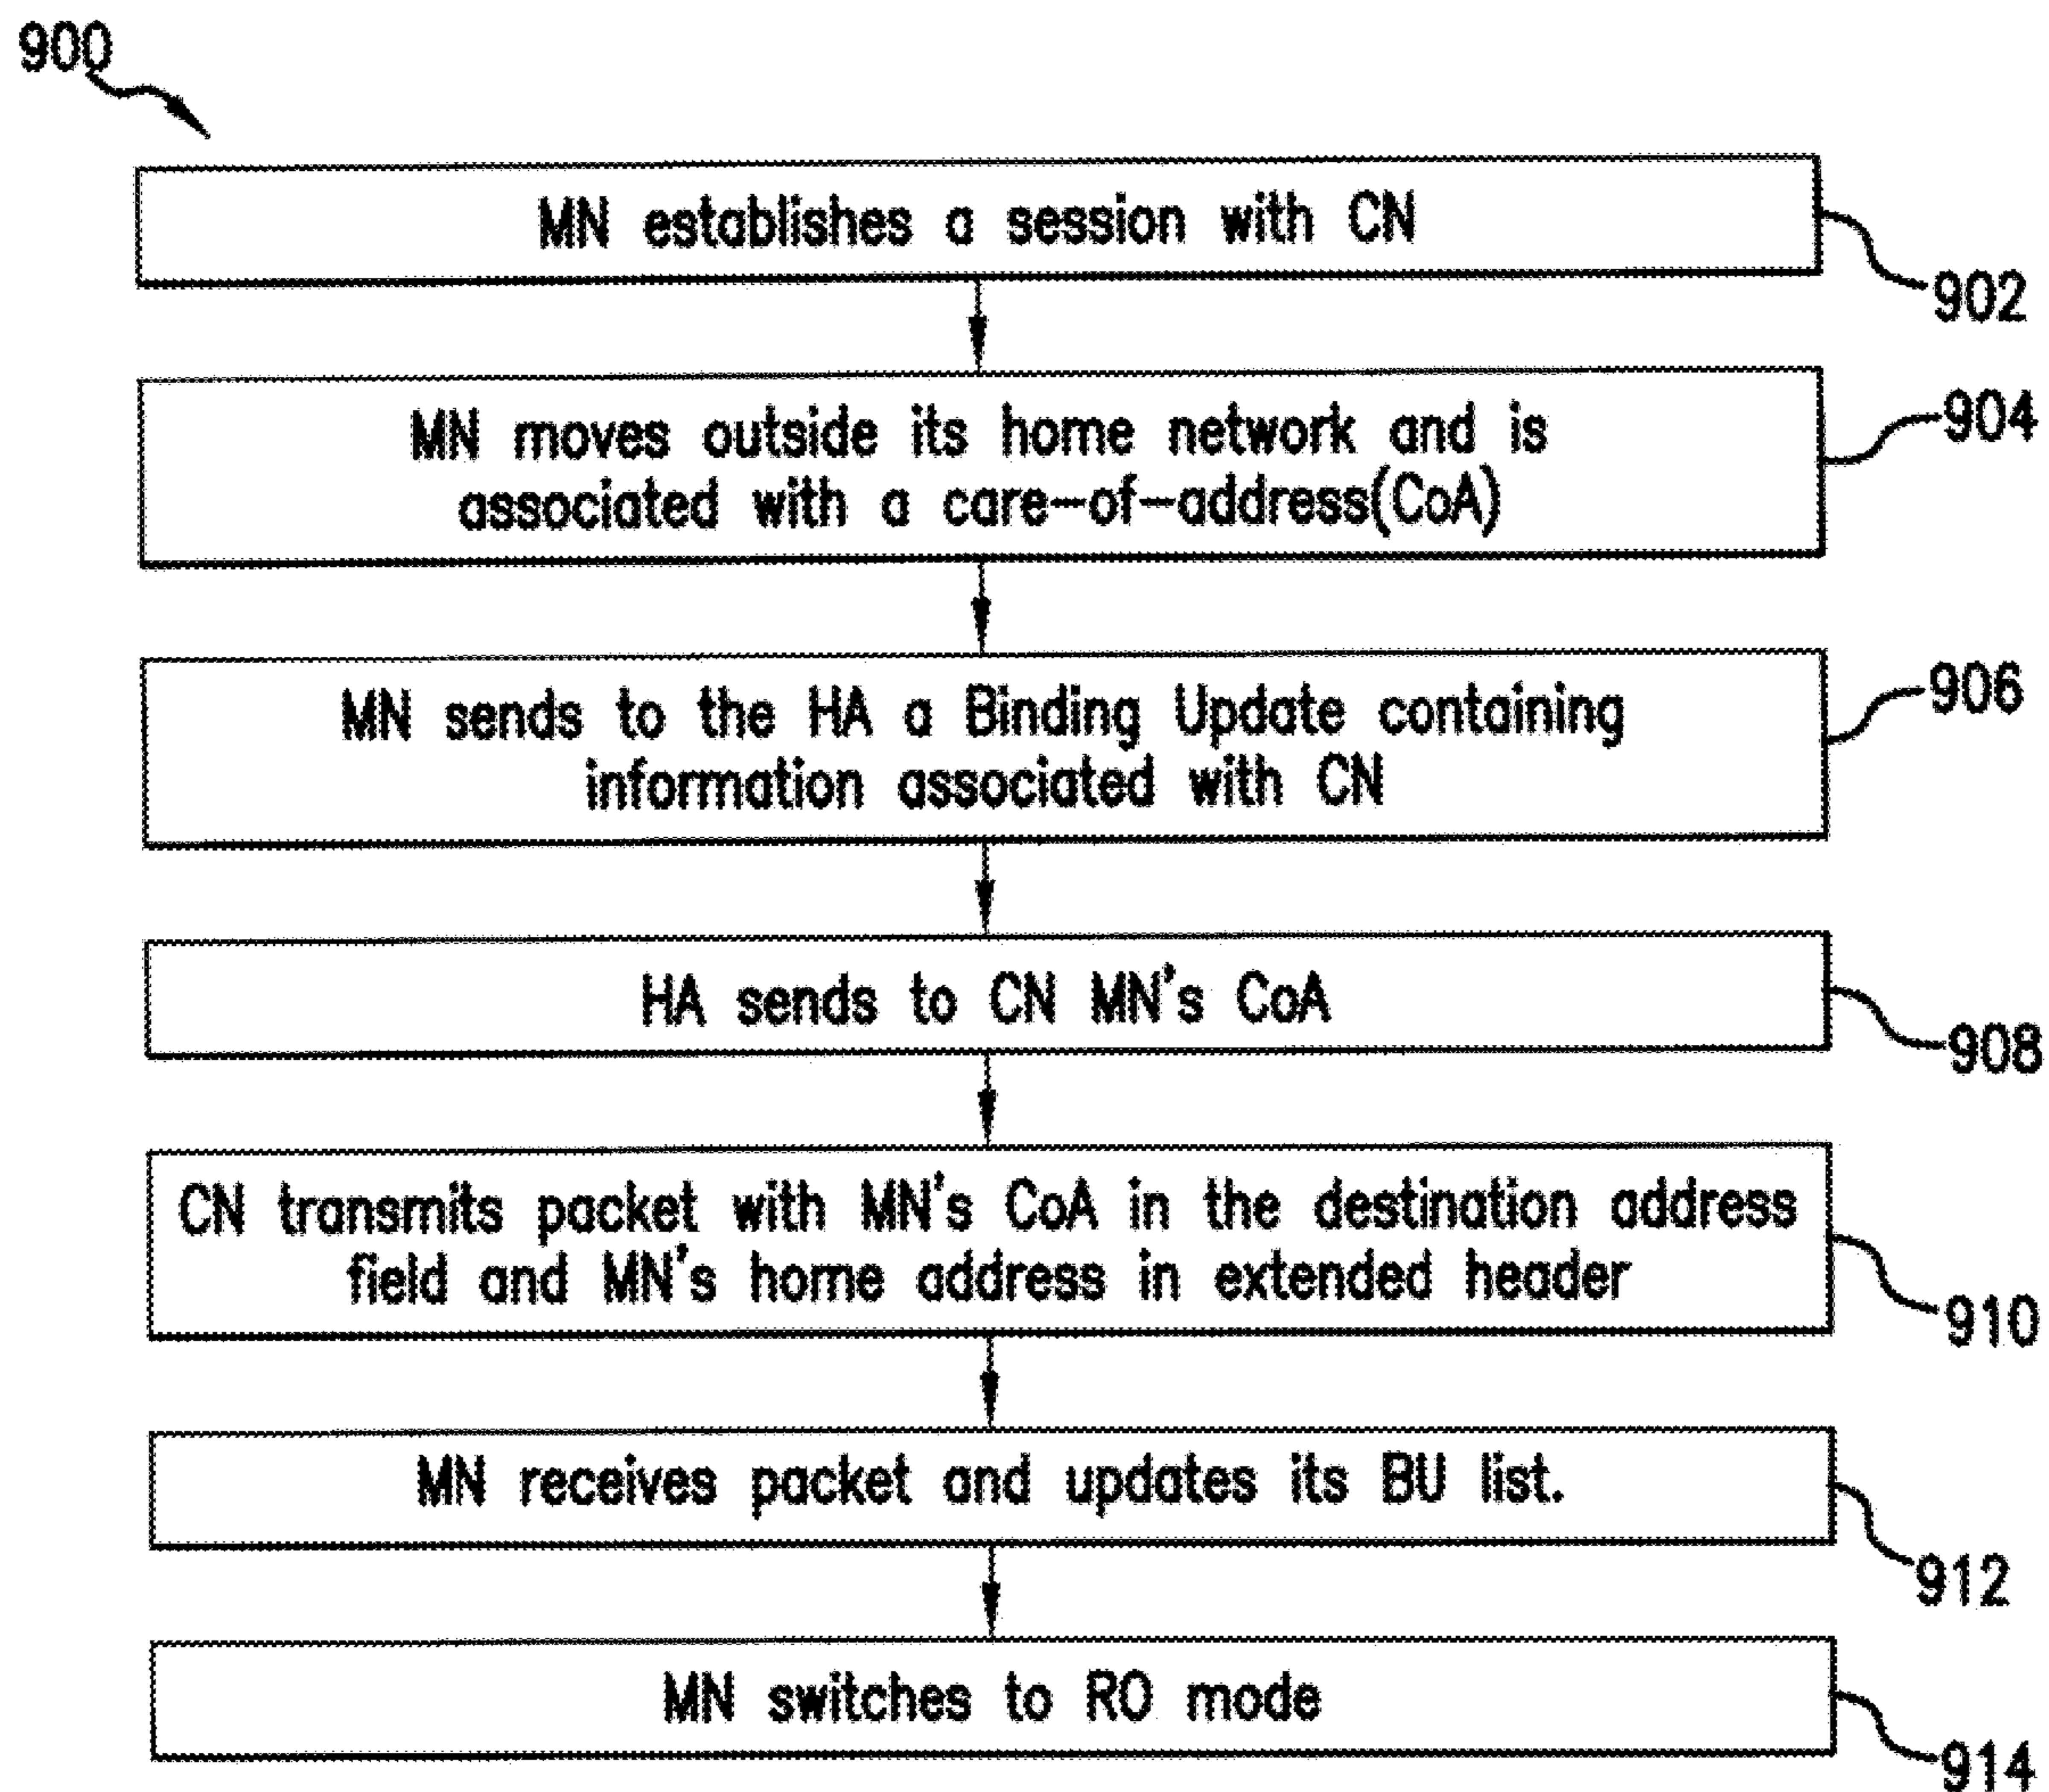 900
MN establishes a session with CN
902
MN moves outside its home network and is
associated with a care-of-address(CoA)
904
MN sends to the HA a Binding Update containing
information associated with CN
906
HA sends to CN MN's CoA
908
CN transmits packet with MN's CoA in the destination address
field and MN's home address in extended header
910
MN receives packet and updates its BU list.
912
MN switches to RO mode
914